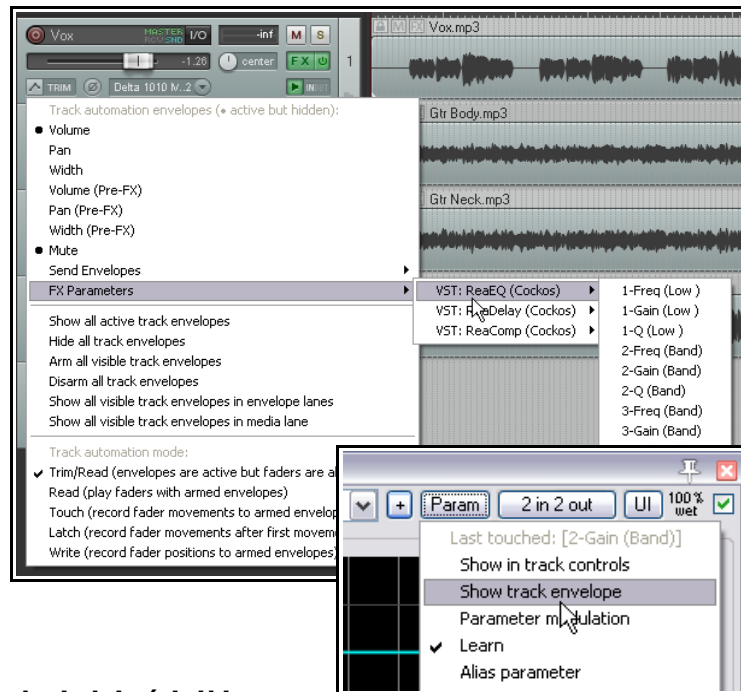 Vox MASTER RCV SND I/O -inf M S
-1.26 center FX
TRIM Delta 1010 M..2 IN
1
Vox.mp3
Gtr Body.mp3
Gtr Neck.mp3
Track automation envelopes (• active but hidden):
● Volume
Pan
Width
Volume (Pre-FX)
Pan (Pre-FX)
Width (Pre-FX)
● Mute
Send Envelopes
FX Parameters
Show all active track envelopes
Hide all track envelopes
Arm all visible track envelopes
Disarm all track envelopes
Show all visible track envelopes in envelope lanes
Show all visible track envelopes in media lane
Track automation mode:
✓ Trim/Read (envelopes are active but faders are al
Read (play faders with armed envelopes)
Touch (record fader movements to armed envelop
Latch (record fader movements after first movem
Write (record fader positions to armed envelopes)
VST: ReaEQ (Cockos)
VST: ReaDelay (Cockos)
VST: ReaComp (Cockos)
1-Freq (Low )
1-Gain (Low )
1-Q (Low )
2-Freq (Band)
2-Gain (Band)
2-Q (Band)
3-Freq (Band)
3-Gain (Band)
+ Param 2 in 2 out UI 100% wet
Last touched: [2-Gain (Band)]
Show in track controls
Show track envelope
Parameter modulation
✓ Learn
Alias parameter